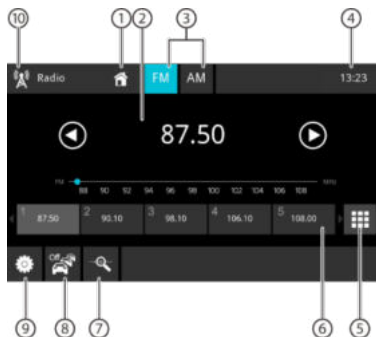 10 1 2 3 4
Radio FM AM 13:23
87.50
FM 88 90 92 94 96 98 100 102 104 106 108 MHz
1 87.50 2 90.10 3 98.10 4 106.10 5 108.00
Off
9 8 7 6 5